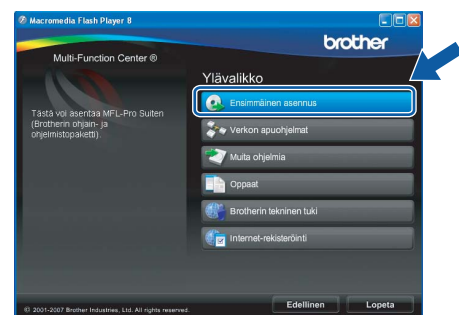 Macromedia Flash Player 8
brother
Multi-Function Center ®
Ylävalikko
Tästä voi asentaa MFL-Pro Suiten
(Brotherin ohjain- ja
ohjelmistopaketti).
Ensimmäinen asennus
Verkon apuohjelmat
Muita ohjelmia
Oppaat
Brotherin tekninen tuki
Internet-rekisteröinti
© 2001-2007 Brother Industries, Ltd. All rights reserved.
Edellinen
Lopeta